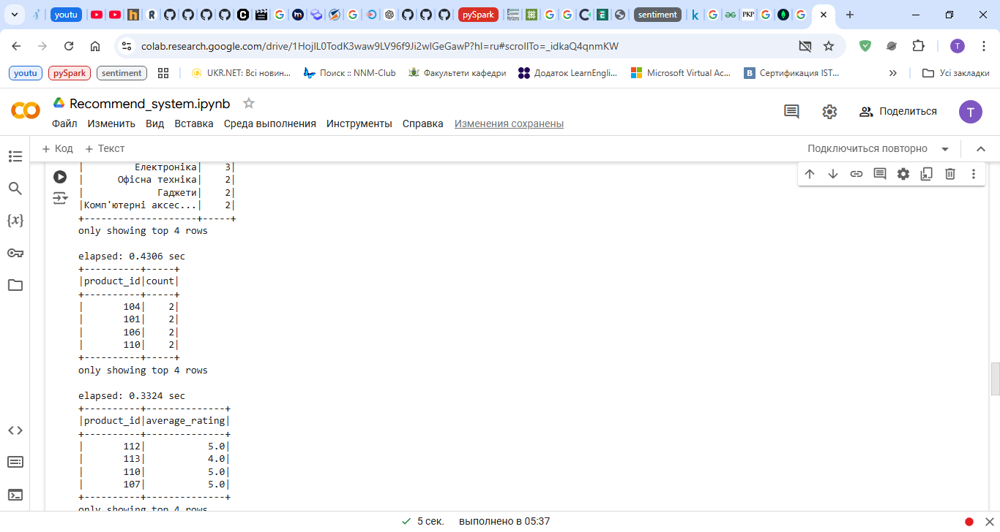 youtu
pySpark
sentiment
colab.research.google.com/drive/1HojlL0TodK3waw9LV96f9Ji2wlGeGawP?hl=ru#scrollTo=_idkaQ4qnmKW
youtu pySpark sentiment UKR.NET: Всі новин... Поиск :: NNM-Club Факультети кафедри Додаток LearnEngli... Microsoft Virtual Ac... Сертификация IST... Усі закладки
Recommend_system.ipynb
Поделиться
T
Файл Изменить Вид Вставка Среда выполнения Инструменты Справка Изменения сохранены
+ Код + Текст Подключиться повторно
| Електроніка| 3|
| Офісна техніка| 2|
| Гаджети| 2|
|Комп'ютерні аксес...| 2|
+--------------------+-----+
only showing top 4 rows
elapsed: 0.4306 sec
+----------+-----+
|product_id|count|
+----------+-----+
| 104| 2|
| 101| 2|
| 106| 2|
| 110| 2|
+----------+-----+
only showing top 4 rows
elapsed: 0.3324 sec
+----------+--------------+
|product_id|average_rating|
+----------+--------------+
| 112| 5.0|
| 113| 4.0|
| 110| 5.0|
| 107| 5.0|
+----------+--------------+
only showing top 4 rows
5 сек. выполнено в 05:37